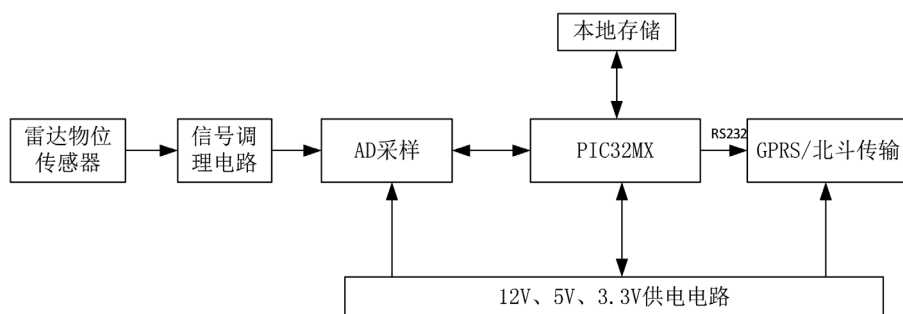 本地存储
雷达物位
传感器
信号调
理电路
AD采样
PIC32MX
RS232
GPRS/北斗传输
12V、5V、3.3V供电电路